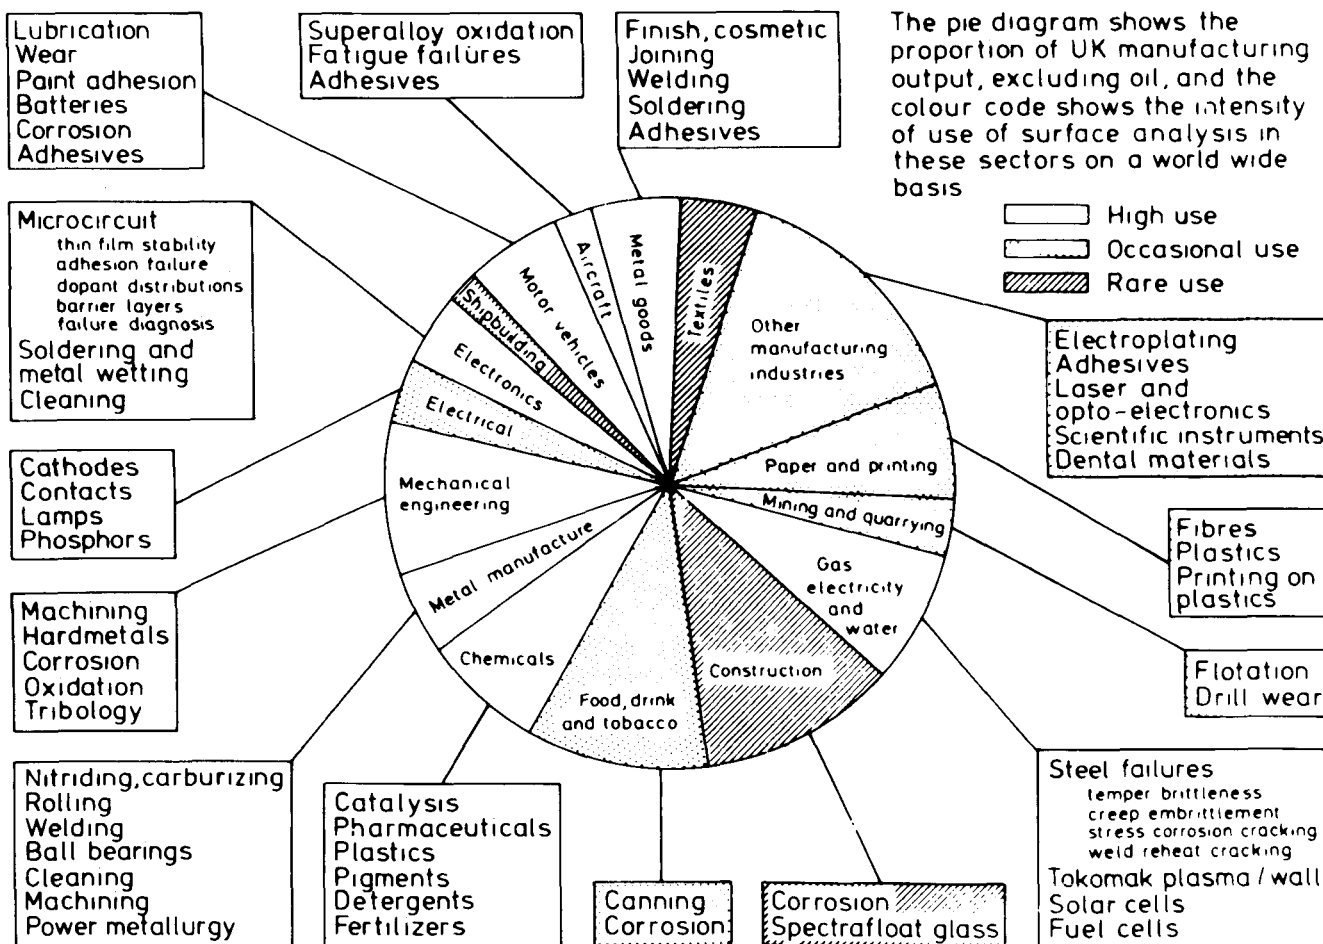 Lubrication
Wear
Paint adhesion
Batteries
Corrosion
Adhesives
Superalloy oxidation
Fatigue failures
Adhesives
Finish, cosmetic
Joining
Welding
Soldering
Adhesives
The pie diagram shows the
proportion of UK manufacturing
output, excluding oil, and the
colour code shows the intensity
of use of surface analysis in
these sectors on a world wide
basis
High use
Occasional use
Rare use
Microcircuit
thin film stability
adhesion failure
dopant distributions
barrier layers
failure diagnosis
Soldering and
metal wetting
Cleaning
Cathodes
Contacts
Lamps
Phosphors
Machining
Hardmetals
Corrosion
Oxidation
Tribology
Nitriding, carburizing
Rolling
Welding
Ball bearings
Cleaning
Machining
Power metallurgy
Catalysis
Pharmaceuticals
Plastics
Pigments
Detergents
Fertilizers
Canning
Corrosion
Corrosion
Spectrafloat glass
Steel failures
temper brittleness
creep embrittlement
stress corrosion cracking
weld reheat cracking
Tokomak plasma / wall
Solar cells
Fuel cells
Flotation
Drill wear
Fibres
Plastics
Printing on
plastics
Electroplating
Adhesives
Laser and
opto-electronics
Scientific instruments
Dental materials
Metal goods
Textiles
Other
manufacturing
industries
Paper and printing
Mining and quarrying
Gas
electricity
and
water
Construction
Food, drink
and tobacco
Chemicals
Metal manufacture
Mechanical
engineering
Electrical
Electronics
Shipbuilding
Motor vehicles
Aircraft